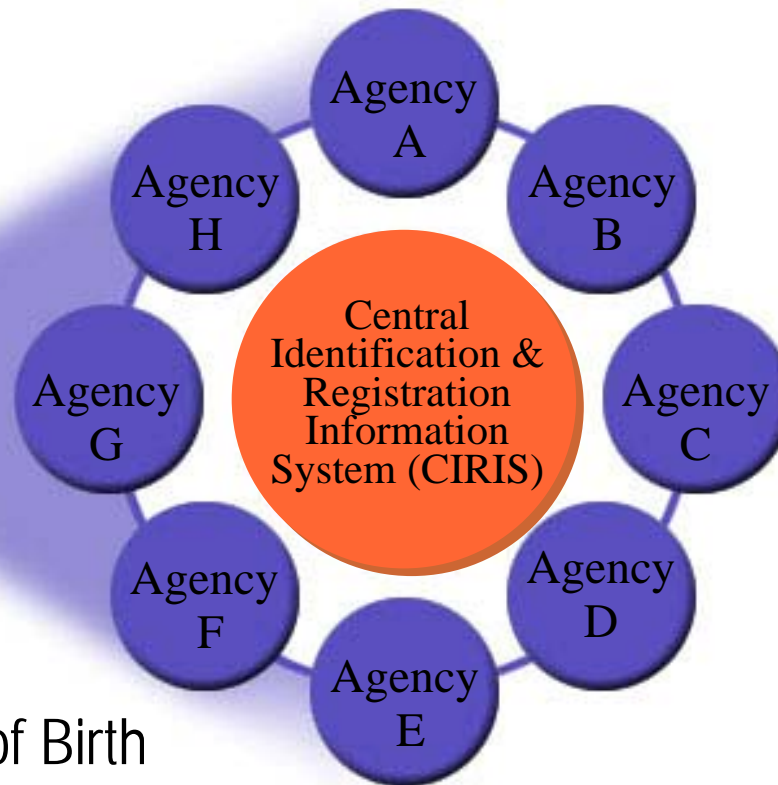 Agency
A
Agency
H
Agency
B
Central
Identification &
Registration
Information
System (CIRIS)
Agency
G
Agency
C
Agency
F
Agency
D
Agency
E
of Birth